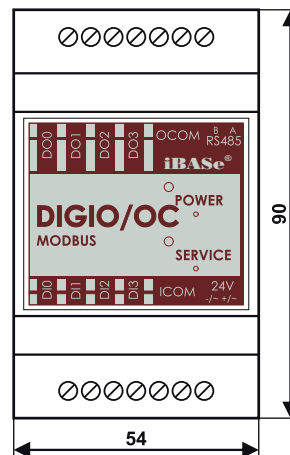 DO0 DO1 DO2 DO3 OCOM B A
RS485
iBASe®
POWER
DIGIO/OC
MODBUS
SERVICE
DI0 DI1 DI2 DI3 ICOM 24V
-/~ +/~
90
54